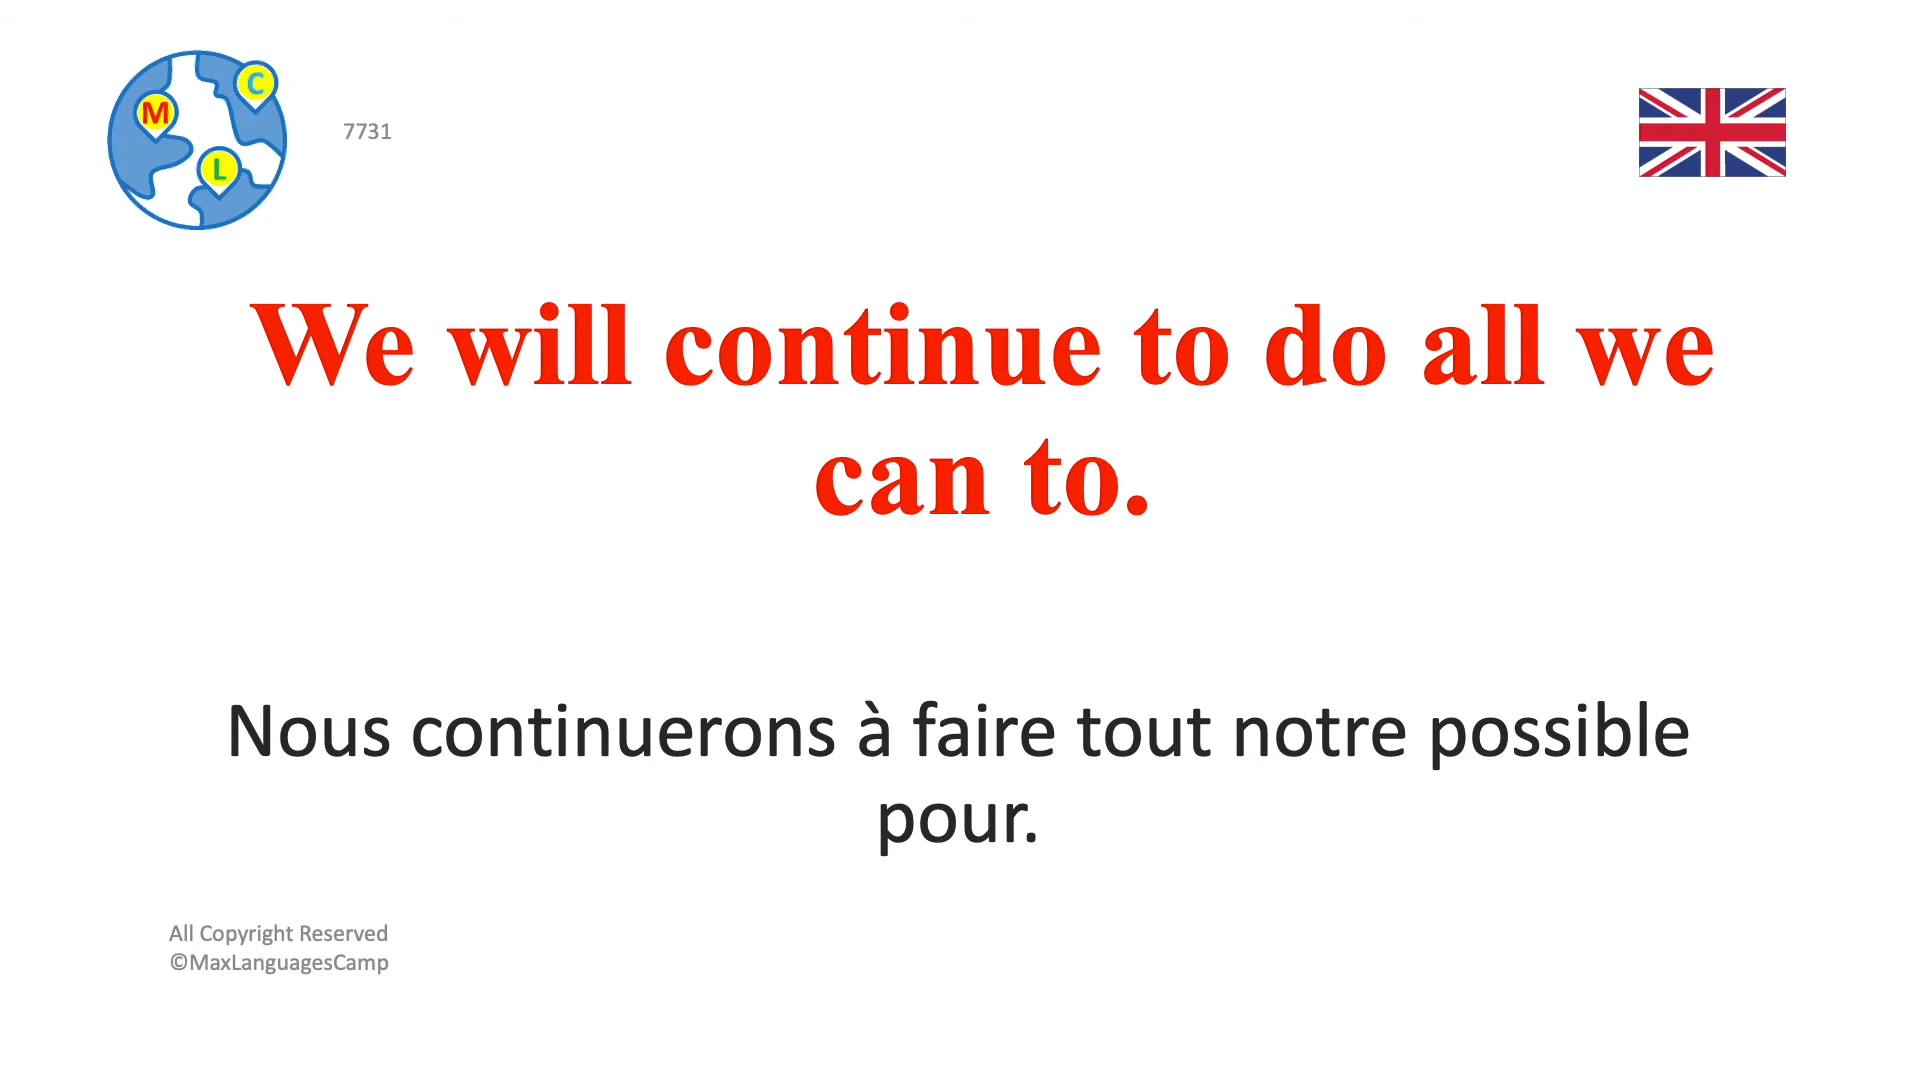 C
M
L
7731
We will continue to do all we
can to.
Nous continuerons à faire tout notre possible
pour.
All Copyright Reserved
©MaxLanguagesCamp